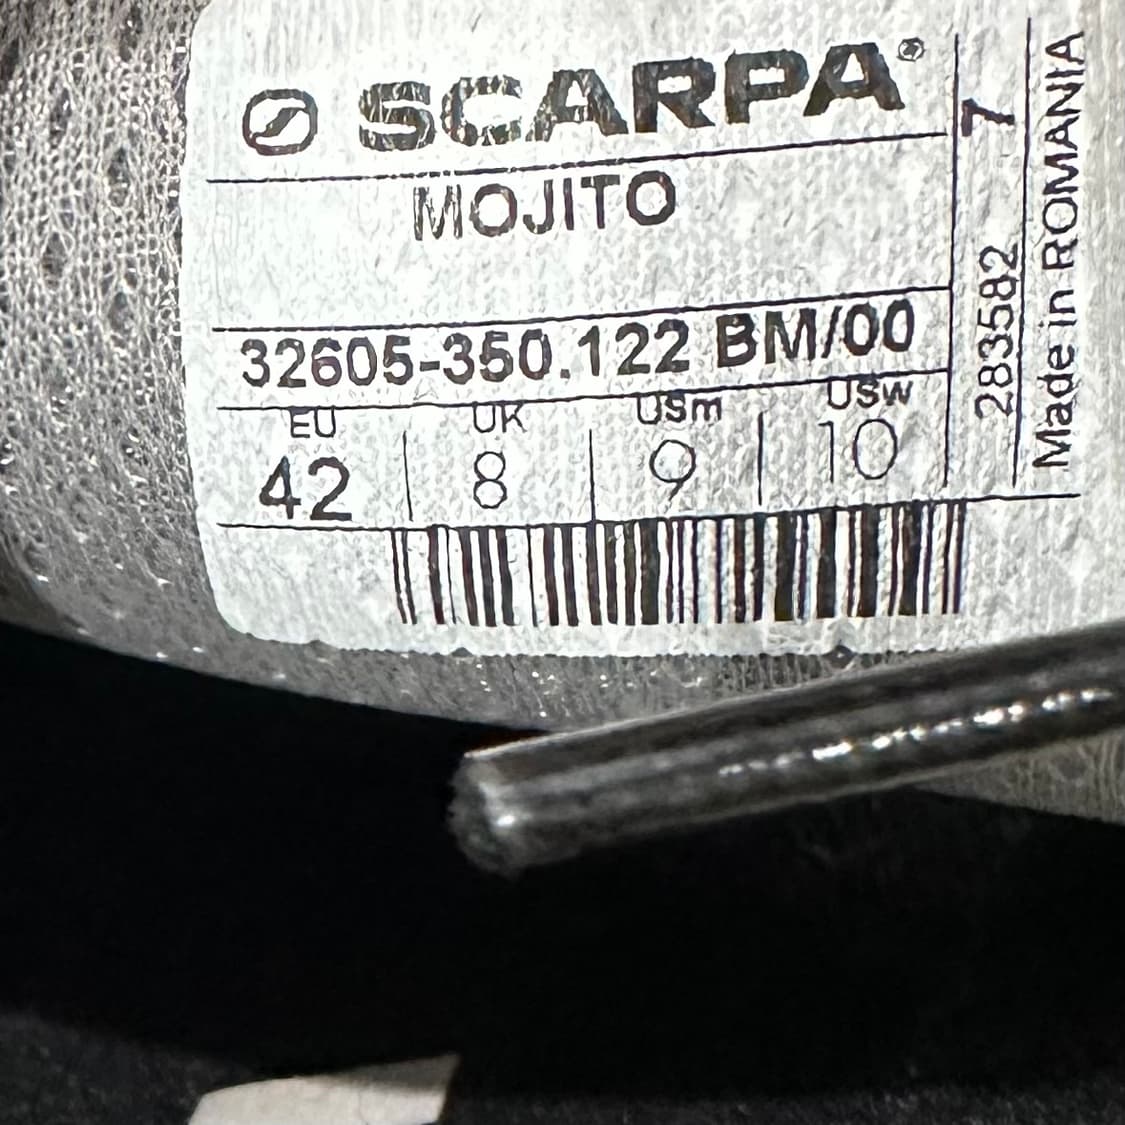 SCARPA®
MOJITO
32605-350.122 BM/00
EU UK USm USw
42 8 9 10
283582 7
Made in ROMANIA